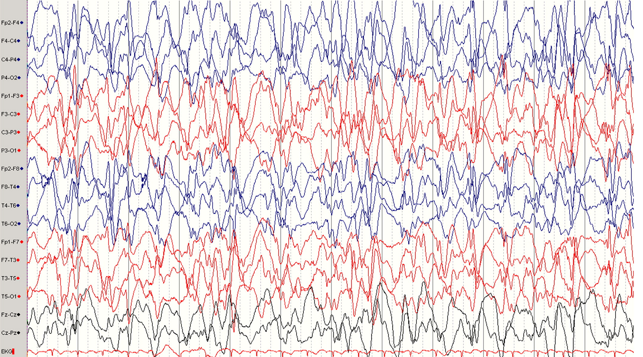 Fp2-F4
F4-C4
C4-P4
P4-O2
Fp1-F3
F3-C3
C3-P3
P3-O1
Fp2-F8
F8-T4
T4-T6
T6-O2
Fp1-F7
F7-T3
T3-T5
T5-O1
Fz-Cz
Cz-Pz
EKG